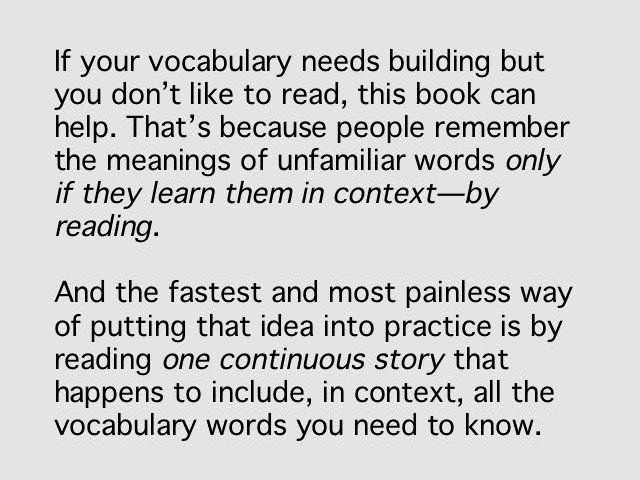 If your vocabulary needs building but
you don’t like to read, this book can
help. That’s because people remember
the meanings of unfamiliar words only
if they learn them in context—by
reading.
And the fastest and most painless way
of putting that idea into practice is by
reading one continuous story that
happens to include, in context, all the
vocabulary words you need to know.